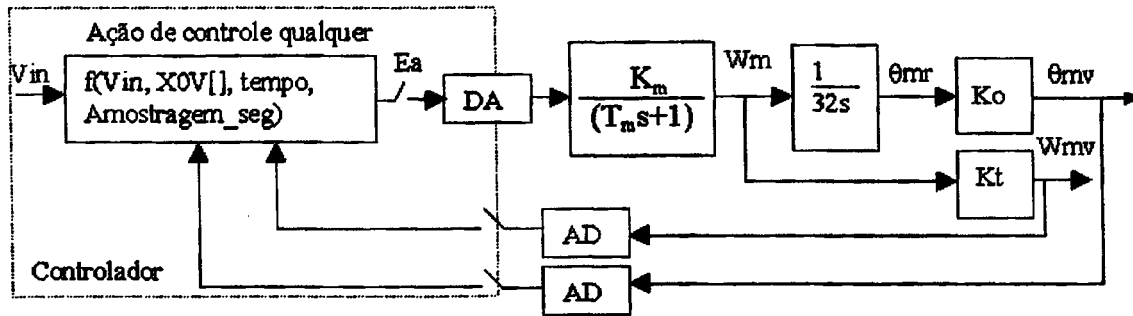 Ação de controle qualquer
Vin
f(Vin, X0V[], tempo,
Amostragem_seg)
Ea
DA
Km
(Tms+1)
Wm
1
32s
θmr
Ko
θmv
Kt
Wmv
AD
AD
Controlador